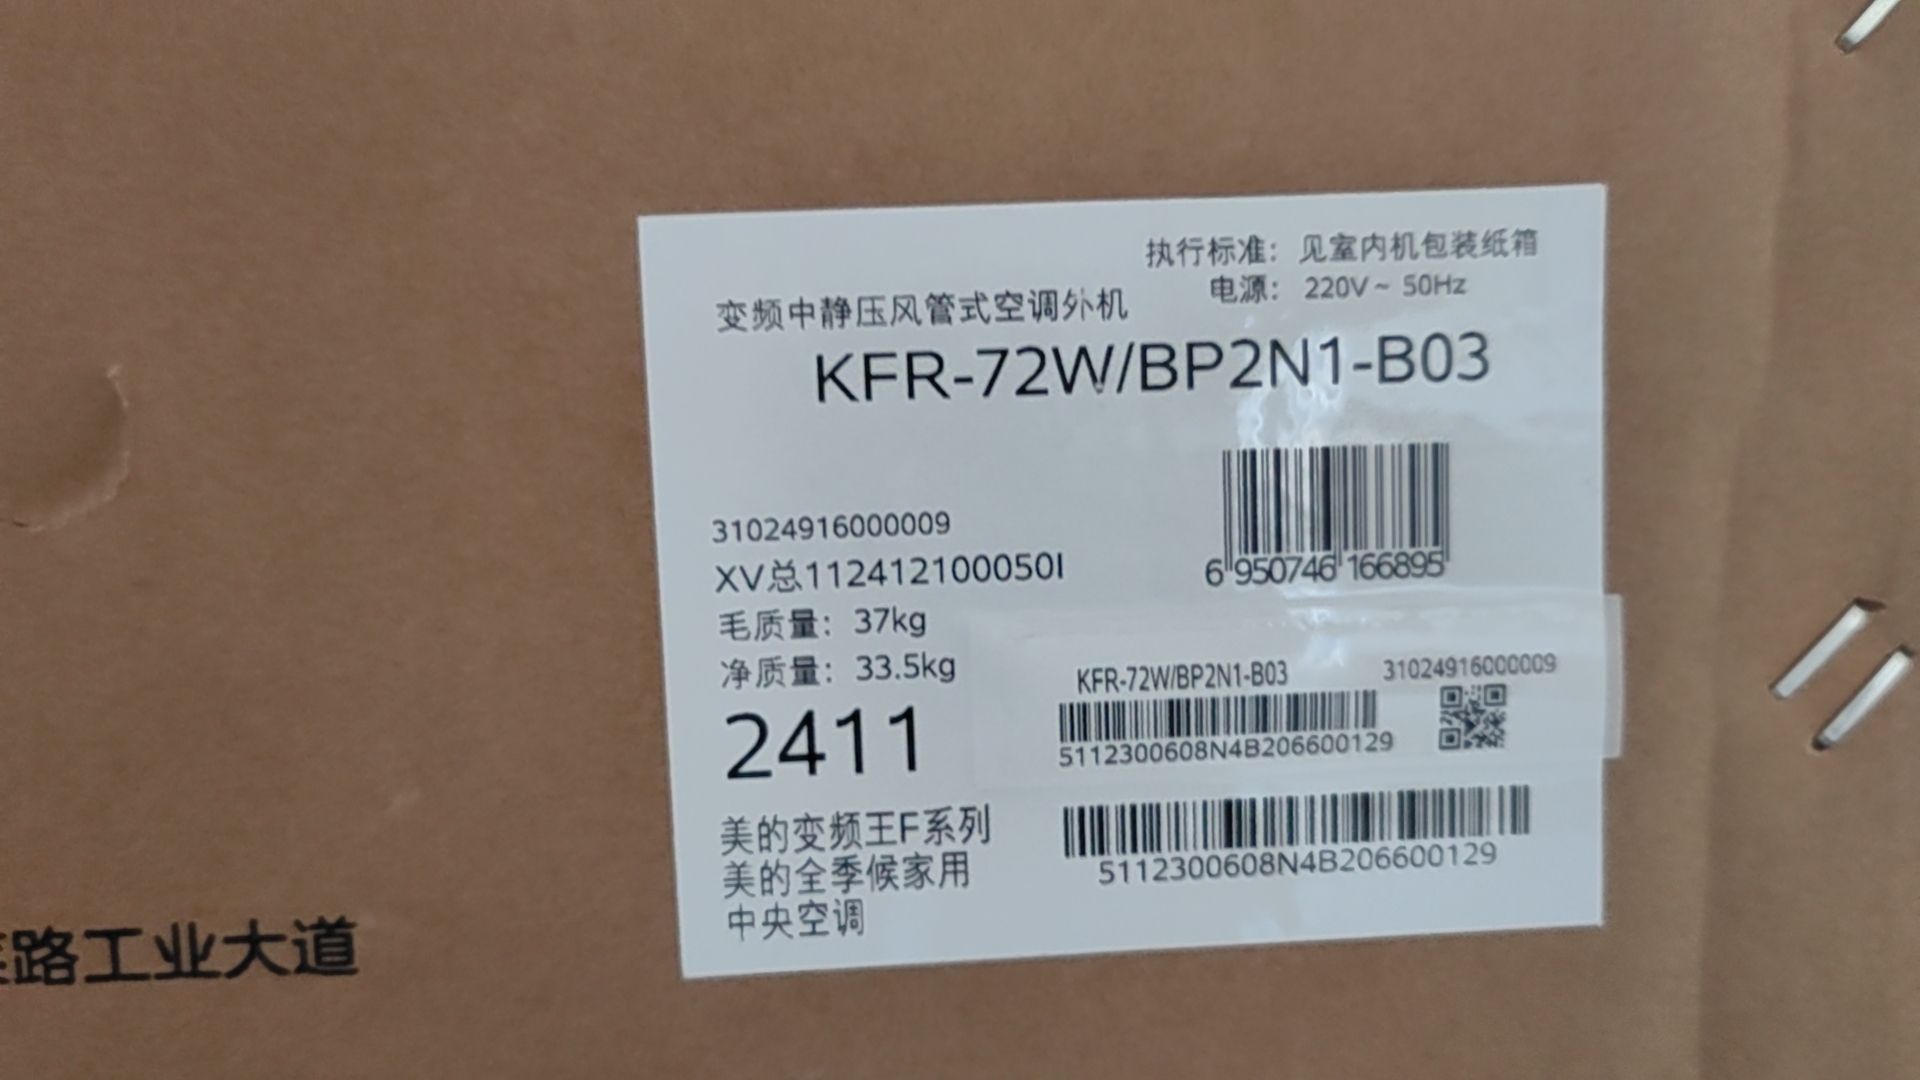 执行标准： 见室内机包装纸箱
电源： 220V～ 50Hz
变频中静压风管式空调外机
KFR-72W/BP2N1-B03
31024916000009
XV总112412100050I
毛质量： 37kg
净质量： 33.5kg
2411
美的变频王F系列
美的全季候家用
中央空调
6 950746 166895
KFR-72W/BP2N1-B03
31024916000009
5112300608N4B206600129
5112300608N4B206600129
路工业大道